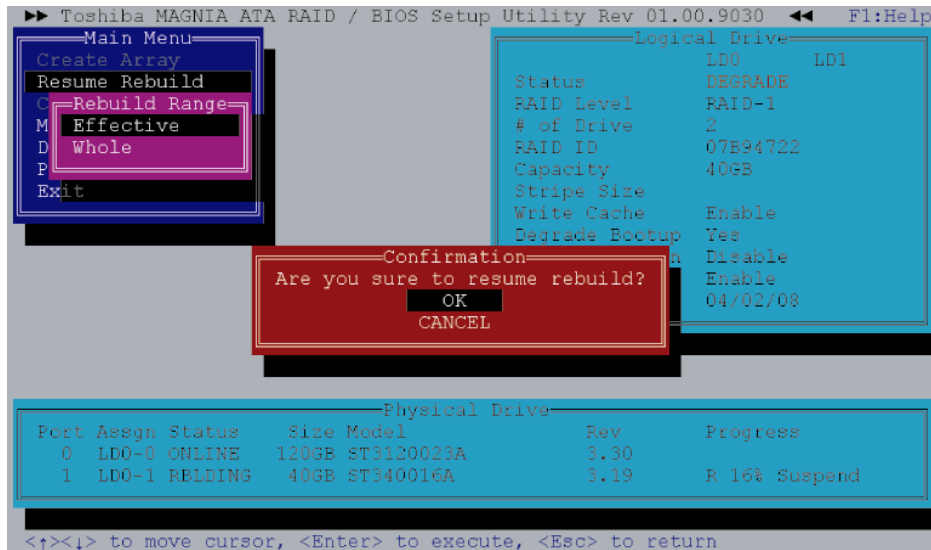 ►► Toshiba MAGNIA ATA RAID / BIOS Setup Utility Rev 01.00.9030 ◄◄ F1:Help
Main Menu
Create Array
Resume Rebuild
C
Rebuild Range
M
Effective
D
Whole
P
Exit
Logical Drive
LD0 LD1
Status DEGRADE
RAID Level RAID-1
# of Drive 2
RAID ID 07B94722
Capacity 40GB
Stripe Size
Write Cache Enable
Degrade Bootup Yes
n Disable
Enable
04/02/08
Confirmation
Are you sure to resume rebuild?
OK
CANCEL
Physical Drive
Port Assgn Status Size Model Rev Progress
0 LD0-0 ONLINE 120GB ST3120023A 3.30
1 LD0-1 RBLDING 40GB ST340016A 3.19 R 16% Suspend
<↑><↓> to move cursor, <Enter> to execute, <Esc> to return